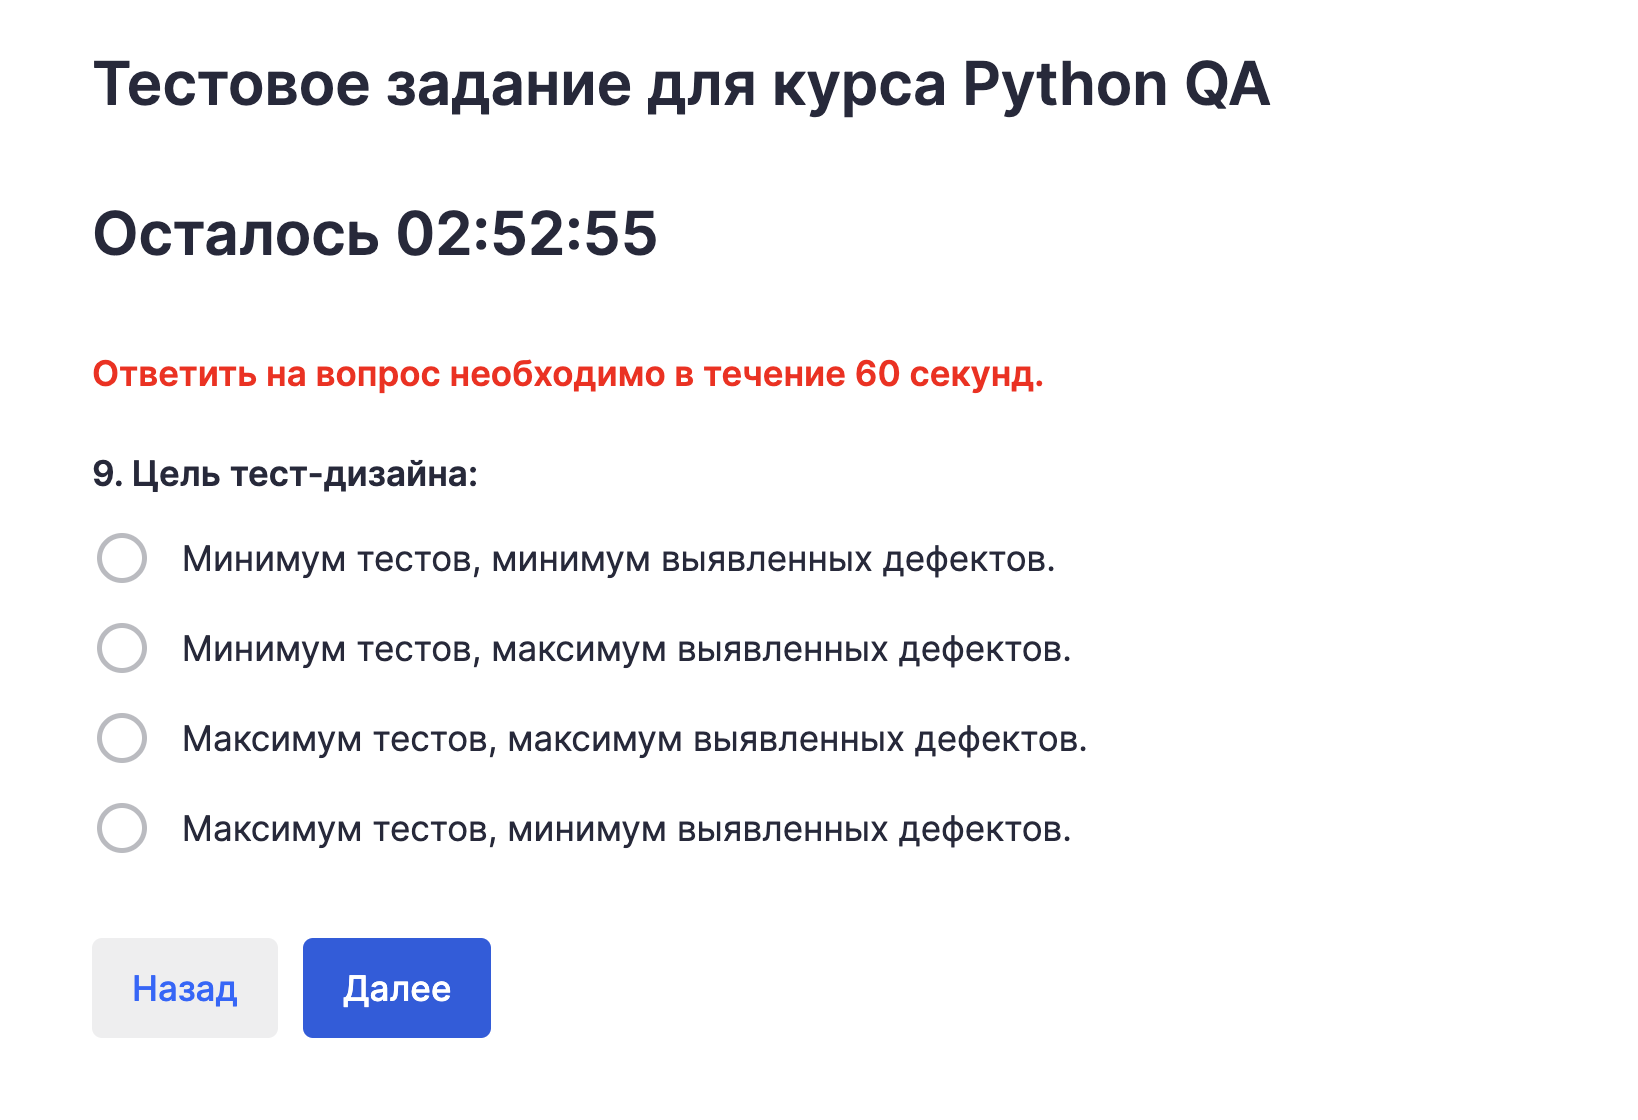 Тестовое задание для курса Python QA
Осталось 02:52:55
Ответить на вопрос необходимо в течение 60 секунд.
9. Цель тест-дизайна:
Минимум тестов, минимум выявленных дефектов.
Минимум тестов, максимум выявленных дефектов.
Максимум тестов, максимум выявленных дефектов.
Максимум тестов, минимум выявленных дефектов.
Назад Далее